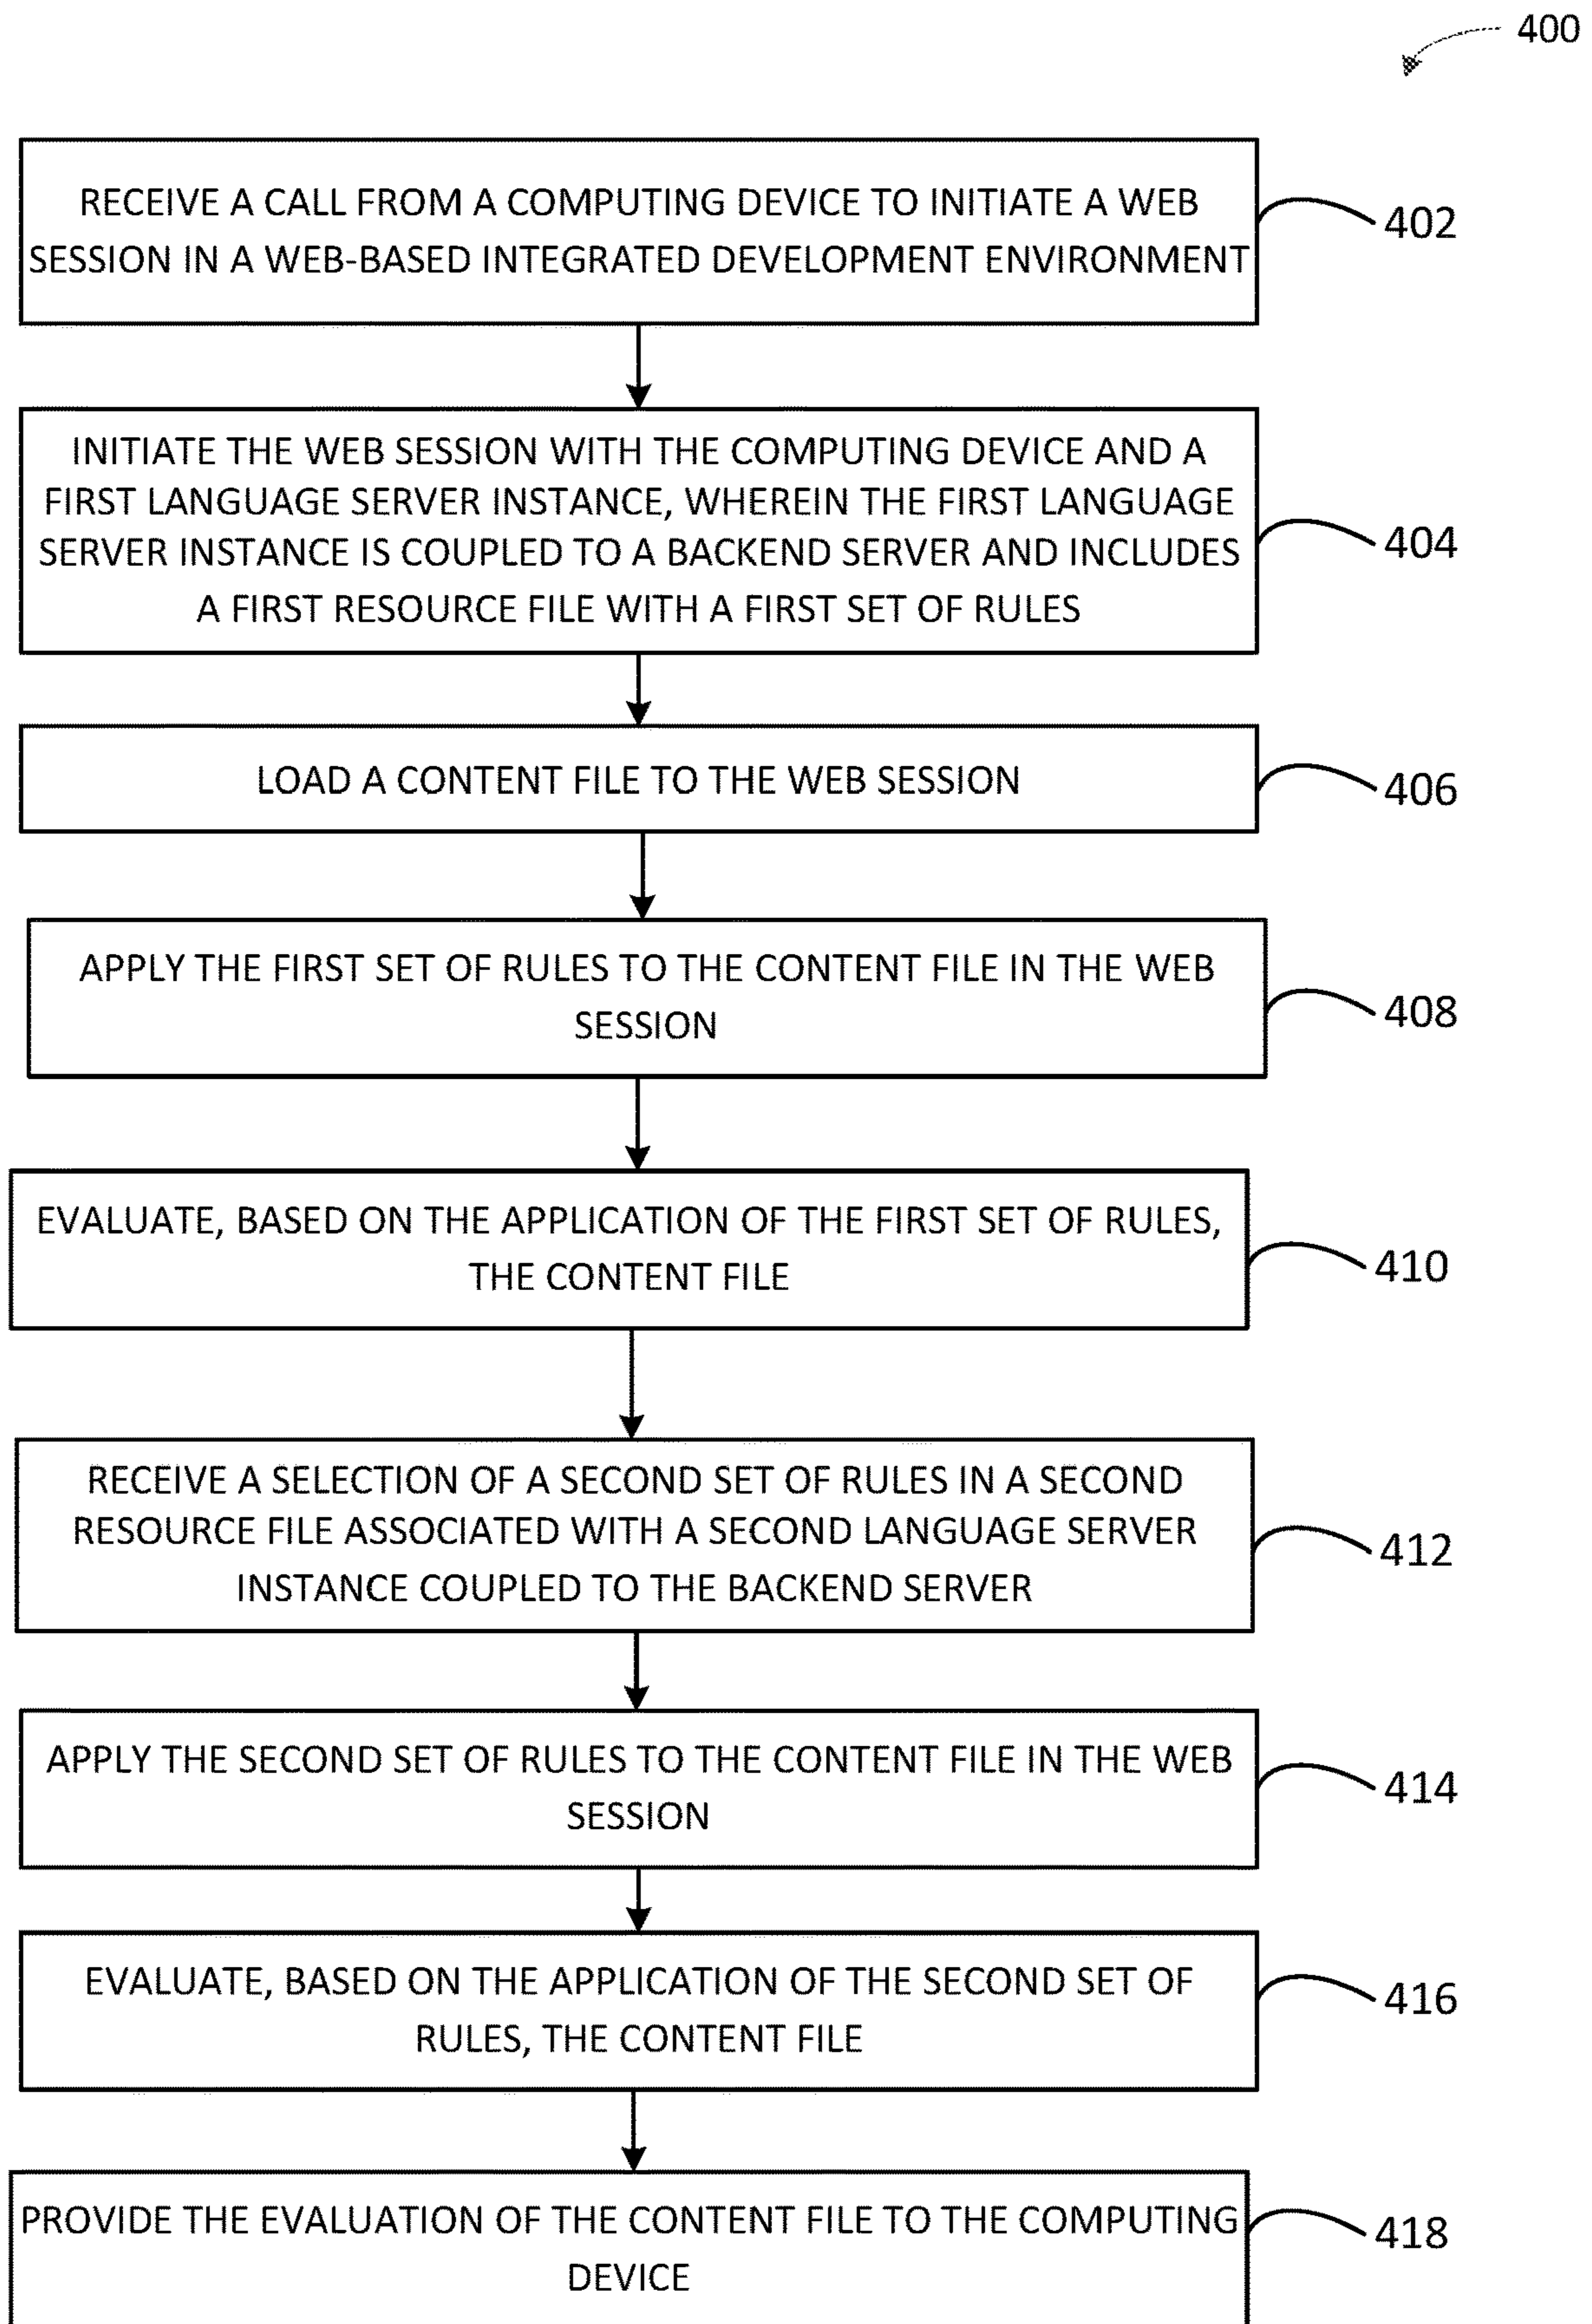 400
RECEIVE A CALL FROM A COMPUTING DEVICE TO INITIATE A WEB
SESSION IN A WEB-BASED INTEGRATED DEVELOPMENT ENVIRONMENT
402
INITIATE THE WEB SESSION WITH THE COMPUTING DEVICE AND A
FIRST LANGUAGE SERVER INSTANCE, WHEREIN THE FIRST LANGUAGE
SERVER INSTANCE IS COUPLED TO A BACKEND SERVER AND INCLUDES
A FIRST RESOURCE FILE WITH A FIRST SET OF RULES
404
LOAD A CONTENT FILE TO THE WEB SESSION
406
APPLY THE FIRST SET OF RULES TO THE CONTENT FILE IN THE WEB
SESSION
408
EVALUATE, BASED ON THE APPLICATION OF THE FIRST SET OF RULES,
THE CONTENT FILE
410
RECEIVE A SELECTION OF A SECOND SET OF RULES IN A SECOND
RESOURCE FILE ASSOCIATED WITH A SECOND LANGUAGE SERVER
INSTANCE COUPLED TO THE BACKEND SERVER
412
APPLY THE SECOND SET OF RULES TO THE CONTENT FILE IN THE WEB
SESSION
414
EVALUATE, BASED ON THE APPLICATION OF THE SECOND SET OF
RULES, THE CONTENT FILE
416
PROVIDE THE EVALUATION OF THE CONTENT FILE TO THE COMPUTING
DEVICE
418